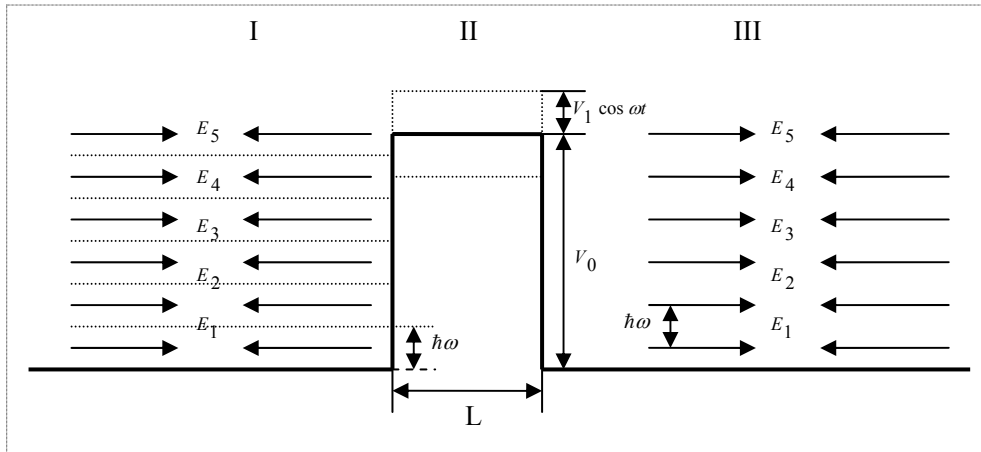 I II III
V1 cos ωt
E5 E5
E4 E4
E3 E3
V0
E2 E2
E1 E1
ħω ħω
L